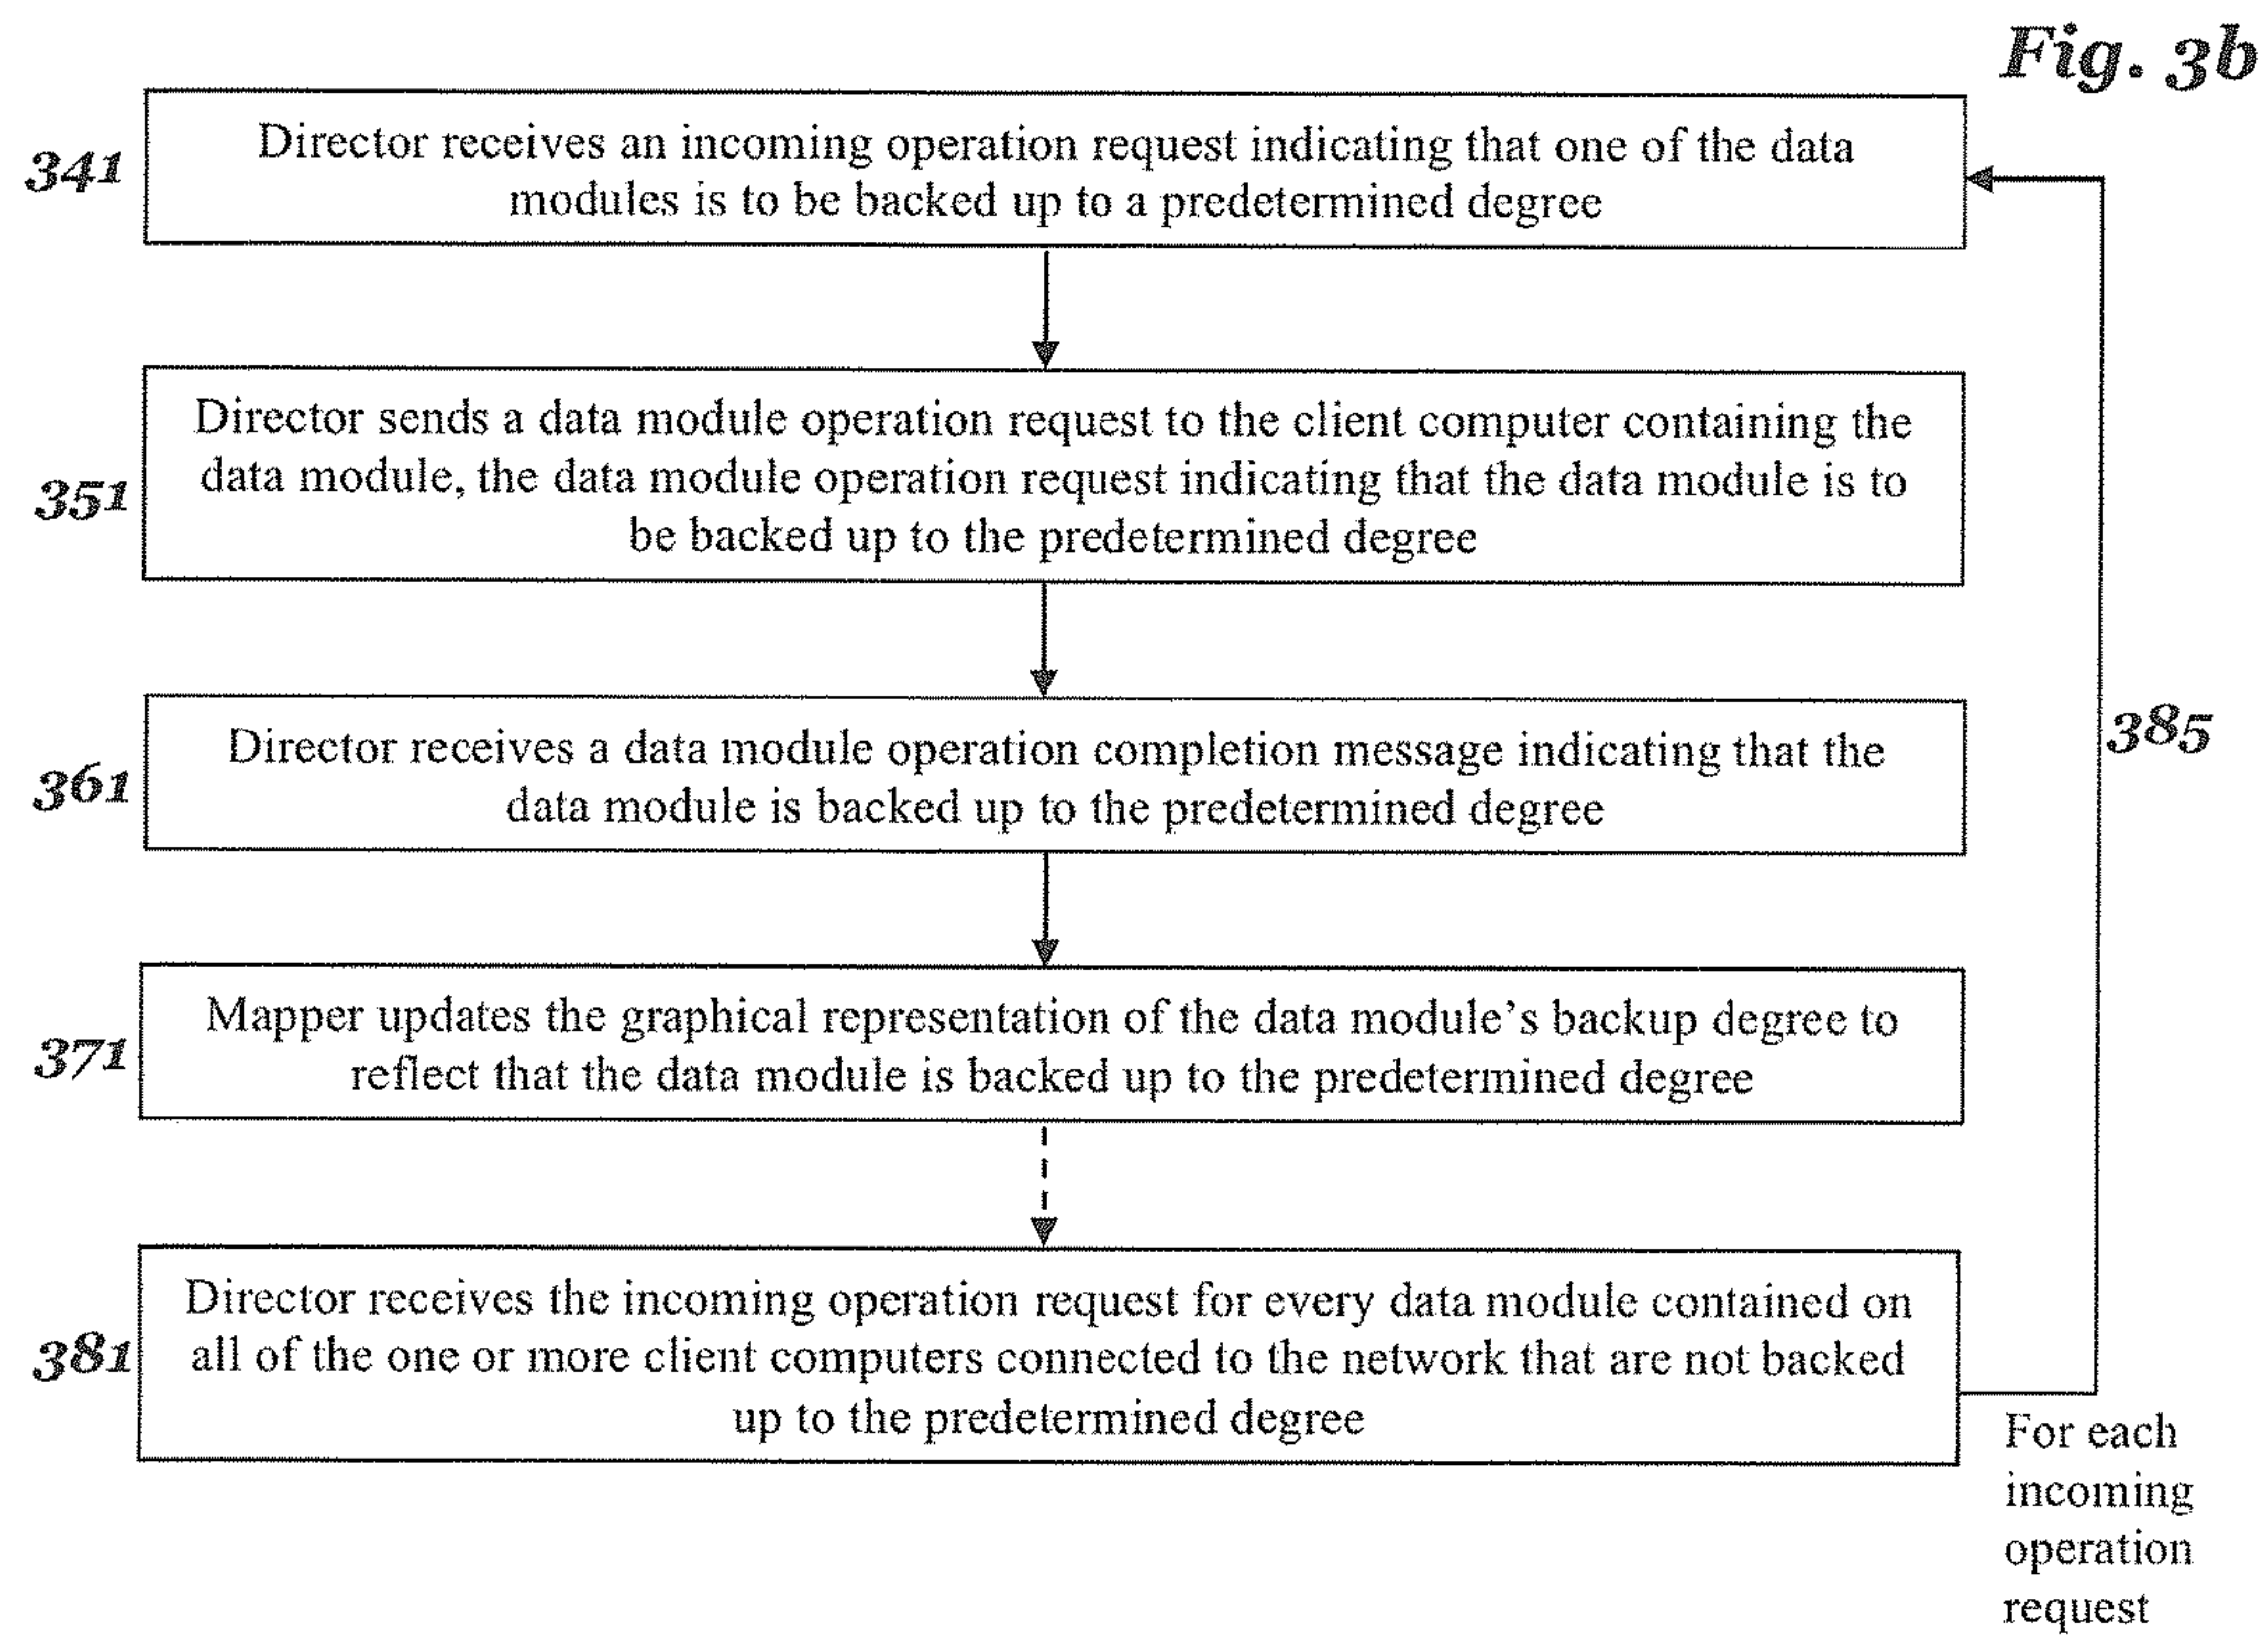 Fig. 3b
341
Director receives an incoming operation request indicating that one of the data
modules is to be backed up to a predetermined degree
351
Director sends a data module operation request to the client computer containing the
data module, the data module operation request indicating that the data module is to
be backed up to the predetermined degree
361
Director receives a data module operation completion message indicating that the
data module is backed up to the predetermined degree
385
371
Mapper updates the graphical representation of the data module's backup degree to
reflect that the data module is backed up to the predetermined degree
381
Director receives the incoming operation request for every data module contained on
all of the one or more client computers connected to the network that are not backed
up to the predetermined degree
For each
incoming
operation
request